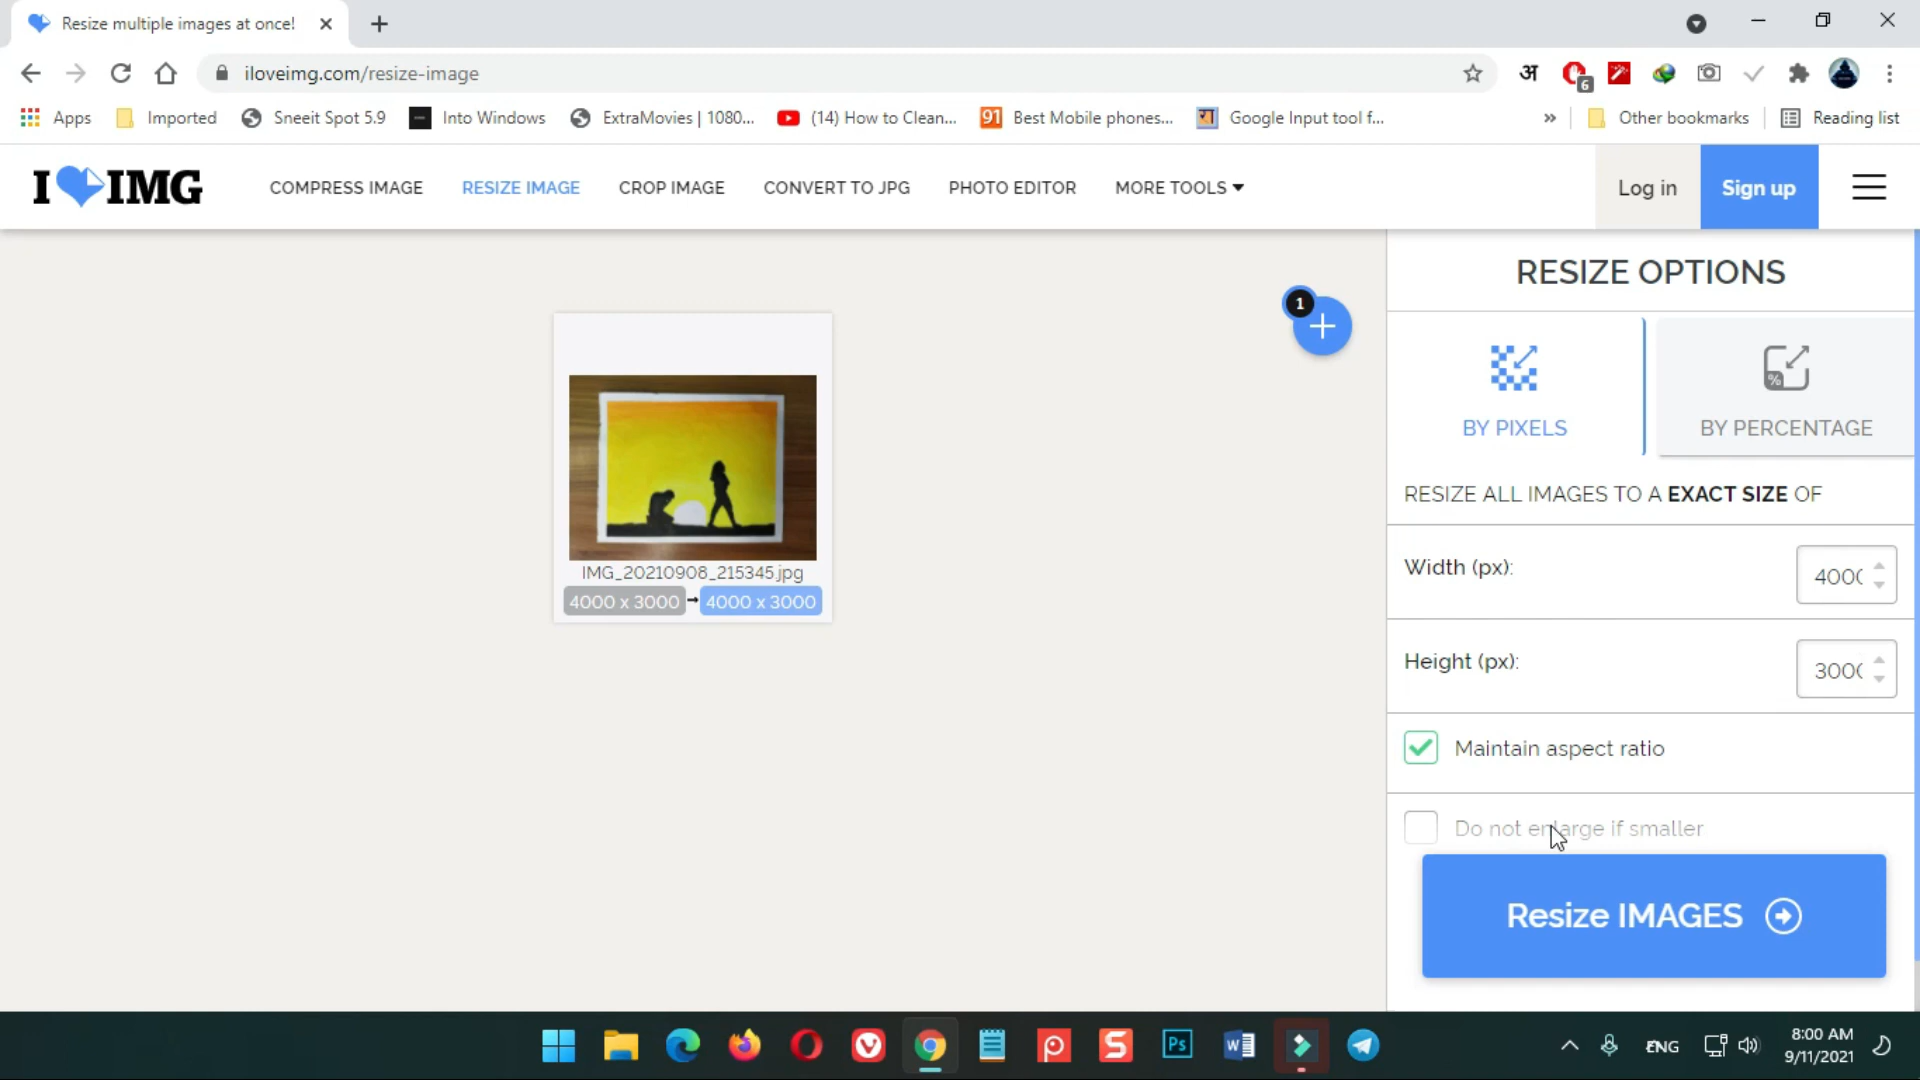 Resize multiple images at once!
iloveimg.com/resize-image
अ
6
Apps
Imported
Sneeit Spot 5.9
Into Windows
ExtraMovies | 1080...
(14) How to Clean...
91
Best Mobile phones...
Google Input tool f...
»
Other bookmarks
Reading list
I IMG
COMPRESS IMAGE
RESIZE IMAGE
CROP IMAGE
CONVERT TO JPG
PHOTO EDITOR
MORE TOOLS
Log in
Sign up
1
IMG_20210908_215345.jpg
4000 x 3000
4000 x 3000
RESIZE OPTIONS
BY PIXELS
%
BY PERCENTAGE
RESIZE ALL IMAGES TO A EXACT SIZE OF
Width (px):
4000
Height (px):
3000
Maintain aspect ratio
Do not enlarge if smaller
Resize IMAGES
Ps
W
ENG
8:00 AM
9/11/2021